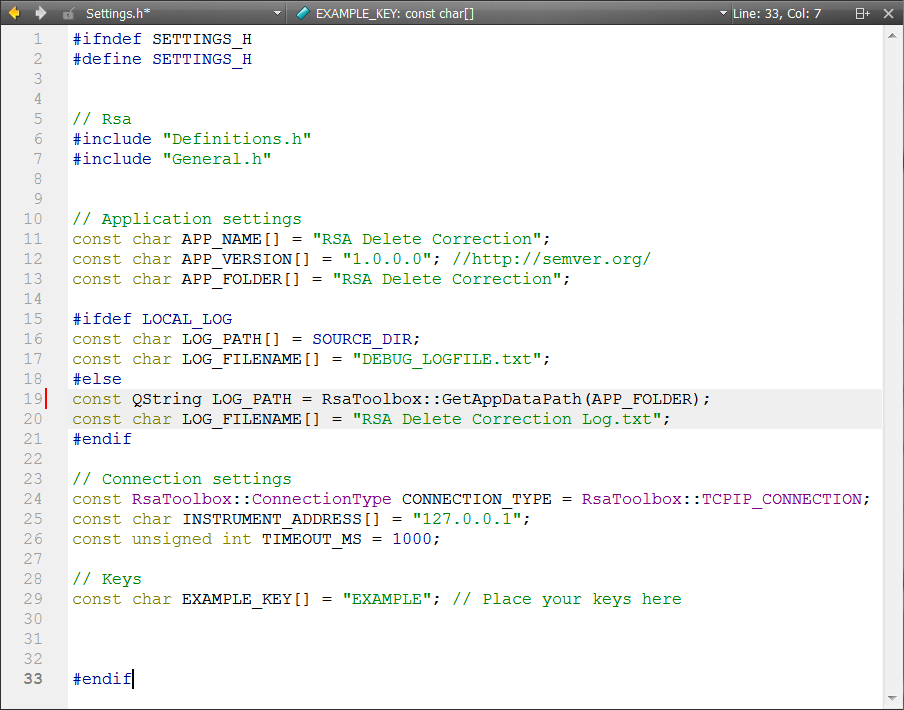 Settings.h*
EXAMPLE_KEY: const char[]
Line: 33, Col: 7
1 #ifndef SETTINGS_H
2 #define SETTINGS_H
3
4
5 // Rsa
6 #include "Definitions.h"
7 #include "General.h"
8
9
10 // Application settings
11 const char APP_NAME[] = "RSA Delete Correction";
12 const char APP_VERSION[] = "1.0.0.0"; //http://semver.org/
13 const char APP_FOLDER[] = "RSA Delete Correction";
14
15 #ifdef LOCAL_LOG
16 const char LOG_PATH[] = SOURCE_DIR;
17 const char LOG_FILENAME[] = "DEBUG_LOGFILE.txt";
18 #else
19 const QString LOG_PATH = RsaToolbox::GetAppDataPath(APP_FOLDER);
20 const char LOG_FILENAME[] = "RSA Delete Correction Log.txt";
21 #endif
22
23 // Connection settings
24 const RsaToolbox::ConnectionType CONNECTION_TYPE = RsaToolbox::TCPIP_CONNECTION;
25 const char INSTRUMENT_ADDRESS[] = "127.0.0.1";
26 const unsigned int TIMEOUT_MS = 1000;
27
28 // Keys
29 const char EXAMPLE_KEY[] = "EXAMPLE"; // Place your keys here
30
31
32
33 #endif